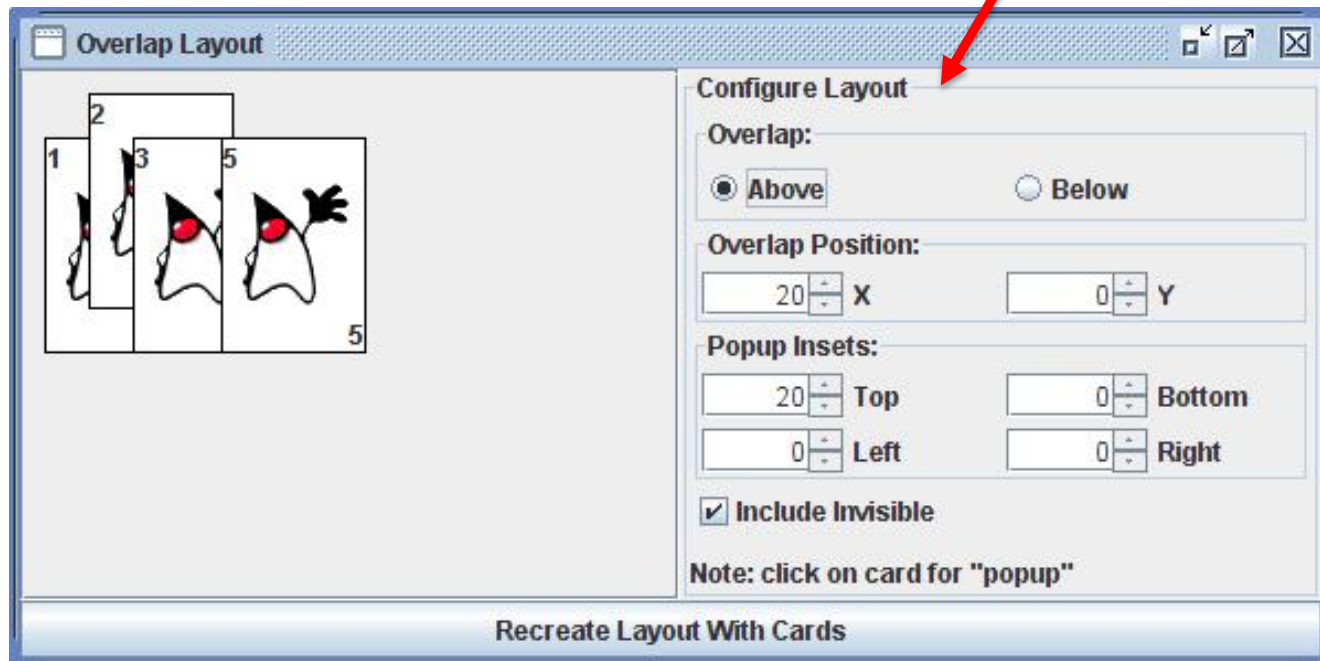 Overlap Layout
Configure Layout
Overlap:
Above Below
Overlap Position:
20 X 0 Y
Popup Insets:
20 Top 0 Bottom
0 Left 0 Right
Include Invisible
Note: click on card for "popup"
2
1 3 5
5
Recreate Layout With Cards